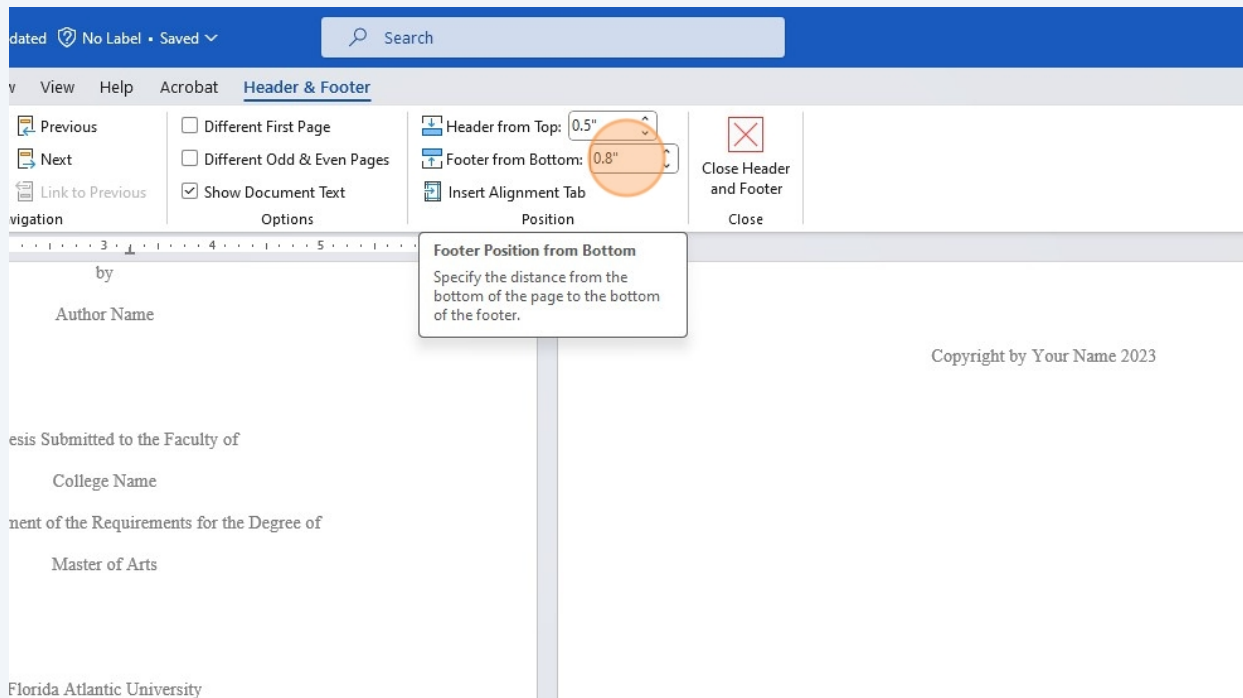 dated No Label • Saved
Search
View Help Acrobat Header & Footer
Previous
Next
Link to Previous
Different First Page
Different Odd & Even Pages
Show Document Text
Options
Header from Top: 0.5"
Footer from Bottom: 0.8"
Insert Alignment Tab
Position
Close Header
and Footer
Close
3 4 5
Footer Position from Bottom
Specify the distance from the
bottom of the page to the bottom
of the footer.
by
Author Name
esis Submitted to the Faculty of
College Name
ment of the Requirements for the Degree of
Master of Arts
Florida Atlantic University
Copyright by Your Name 2023